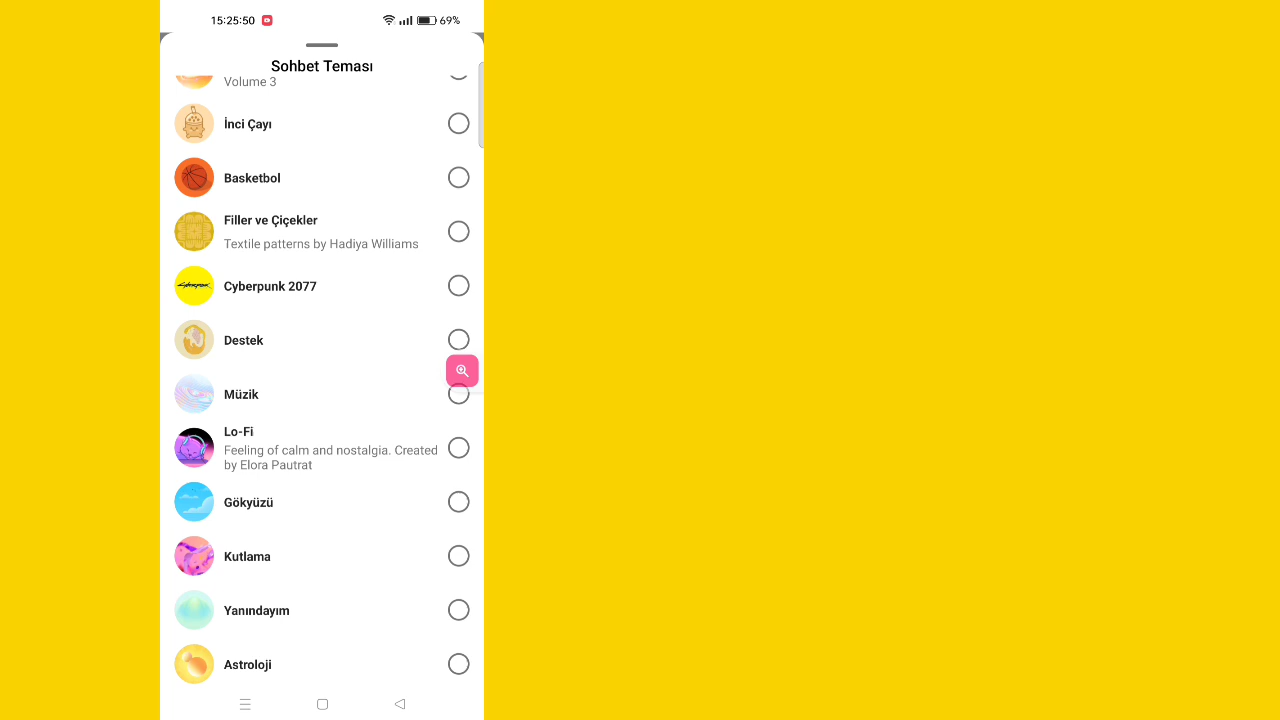 15:25:50
69%
Sohbet Teması
Volume 3
İnci Çayı
Basketbol
Filler ve Çiçekler
Textile patterns by Hadiya Williams
Cyberpunk 2077
Destek
Müzik
Lo-Fi
Feeling of calm and nostalgia. Created
by Elora Pautrat
Gökyüzü
Kutlama
Yanındayım
Astroloji